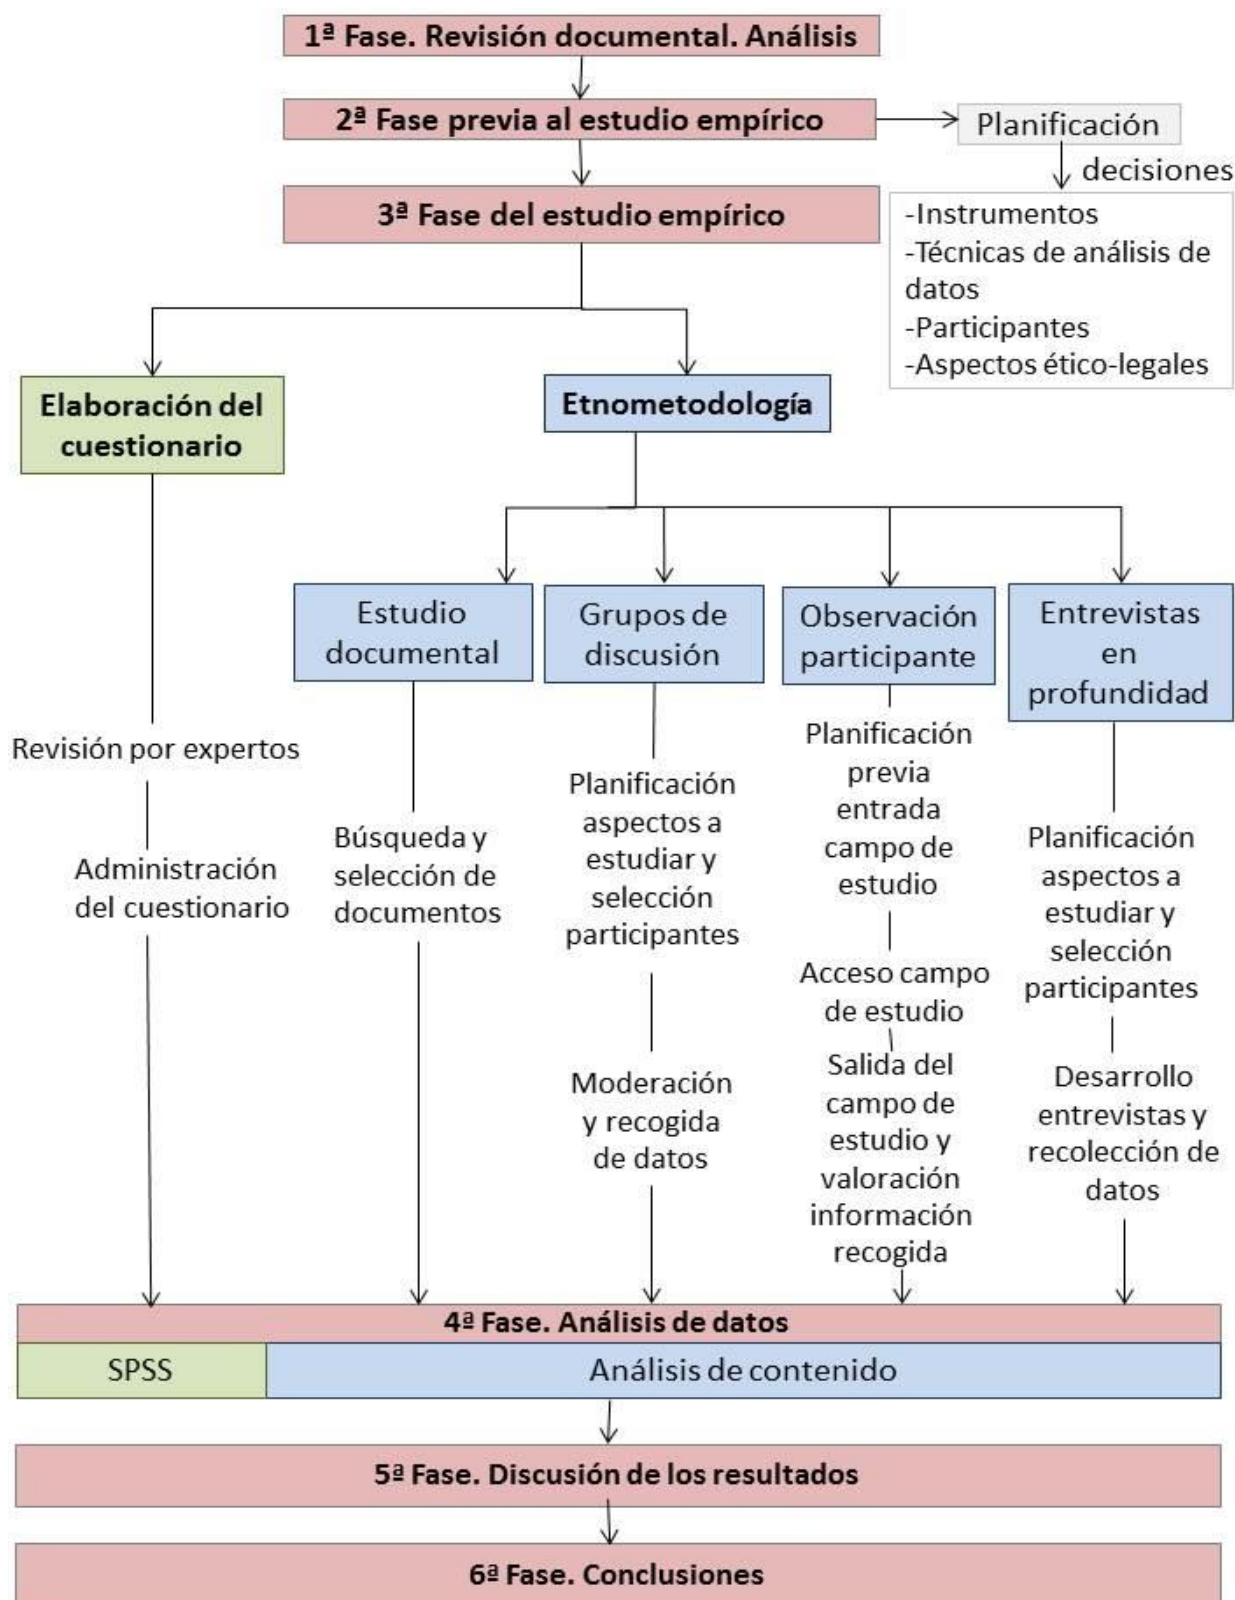 1ª Fase. Revisión documental. Análisis
2ª Fase previa al estudio empírico
Planificación
decisiones
3ª Fase del estudio empírico
-Instrumentos
-Técnicas de análisis de
datos
-Participantes
-Aspectos ético-legales
Elaboración del
cuestionario
Etnometodología
Estudio
documental
Grupos de
discusión
Observación
participante
Entrevistas
en
profundidad
Revisión por expertos
Administración
del cuestionario
Búsqueda y
selección de
documentos
Planificación
aspectos a
estudiar y
selección
participantes
Moderación
y recogida
de datos
Planificación
previa
entrada
campo de
estudio
Acceso campo
de estudio
Salida del
campo de
estudio y
valoración
información
recogida
Planificación
aspectos a
estudiar y
selección
participantes
Desarrollo
entrevistas y
recolección de
datos
4ª Fase. Análisis de datos
SPSS
Análisis de contenido
5ª Fase. Discusión de los resultados
6ª Fase. Conclusiones